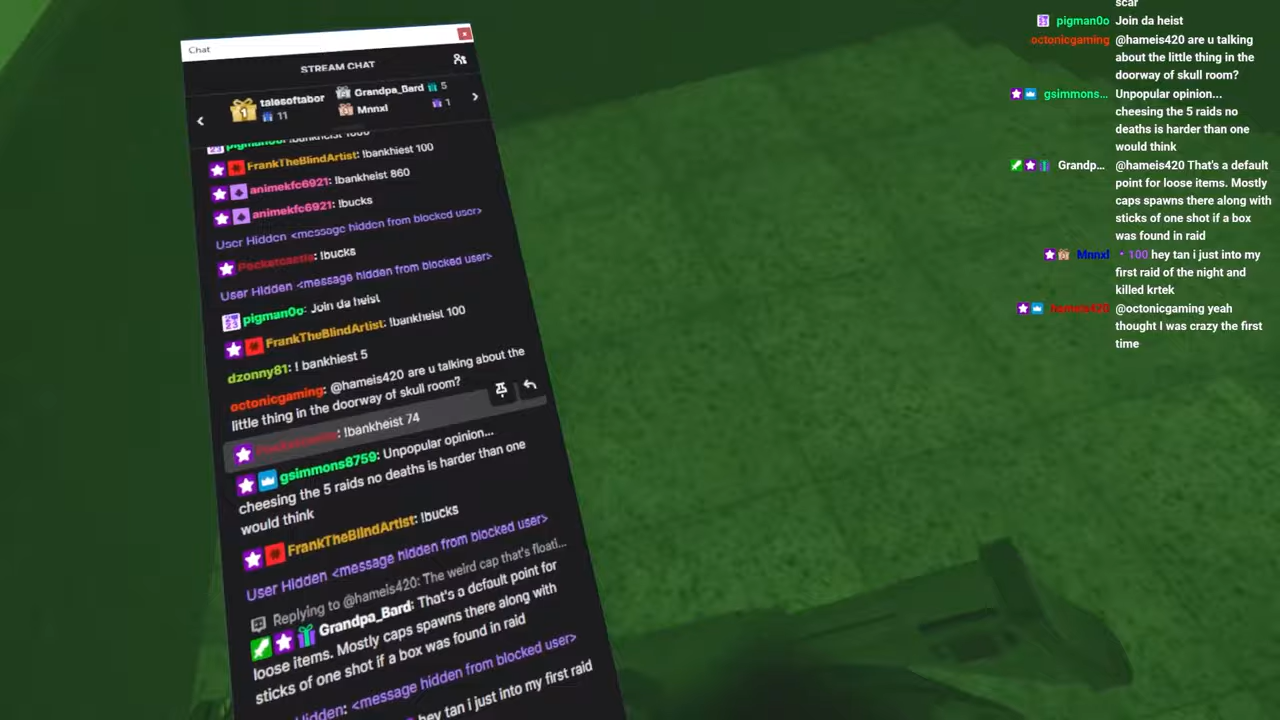 Chat
STREAM CHAT
1 talesoftabor
11
Grandpa_Bard 5
Mnnxl 1
pigman0o: !bankheist 1000
FrankTheBlindArtist: !bankhiest 100
animekfc6921: !bankheist 860
animekfc6921: !bucks
User Hidden <message hidden from blocked user>
: !bucks
User Hidden <message hidden from blocked user>
pigman0o: Join da heist
FrankTheBlindArtist: !bankheist 100
dzonny81: ! bankhiest 5
octonicgaming: @hameis420 are u talking about the
little thing in the doorway of skull room?
: !bankheist 74
gsimmons8759: Unpopular opinion...
cheesing the 5 raids no deaths is harder than one
would think
FrankTheBlindArtist: !bucks
User Hidden <message hidden from blocked user>
Replying to @hameis420: The weird cap that's floati...
Grandpa_Bard: That's a default point for
loose items. Mostly caps spawns there along with
sticks of one shot if a box was found in raid
Hidden: <message hidden from blocked user>
hey tan i just into my first raid
scar
pigman0o Join da heist
octonicgaming @hameis420 are u talking
about the little thing in the
doorway of skull room?
gsimmons... Unpopular opinion...
cheesing the 5 raids no
deaths is harder than one
would think
Grandp... @hameis420 That's a default
point for loose items. Mostly
caps spawns there along with
sticks of one shot if a box
was found in raid
Mnnxl 100 hey tan i just into my
first raid of the night and
killed krtek
hameis420 @octonicgaming yeah
thought I was crazy the first
time